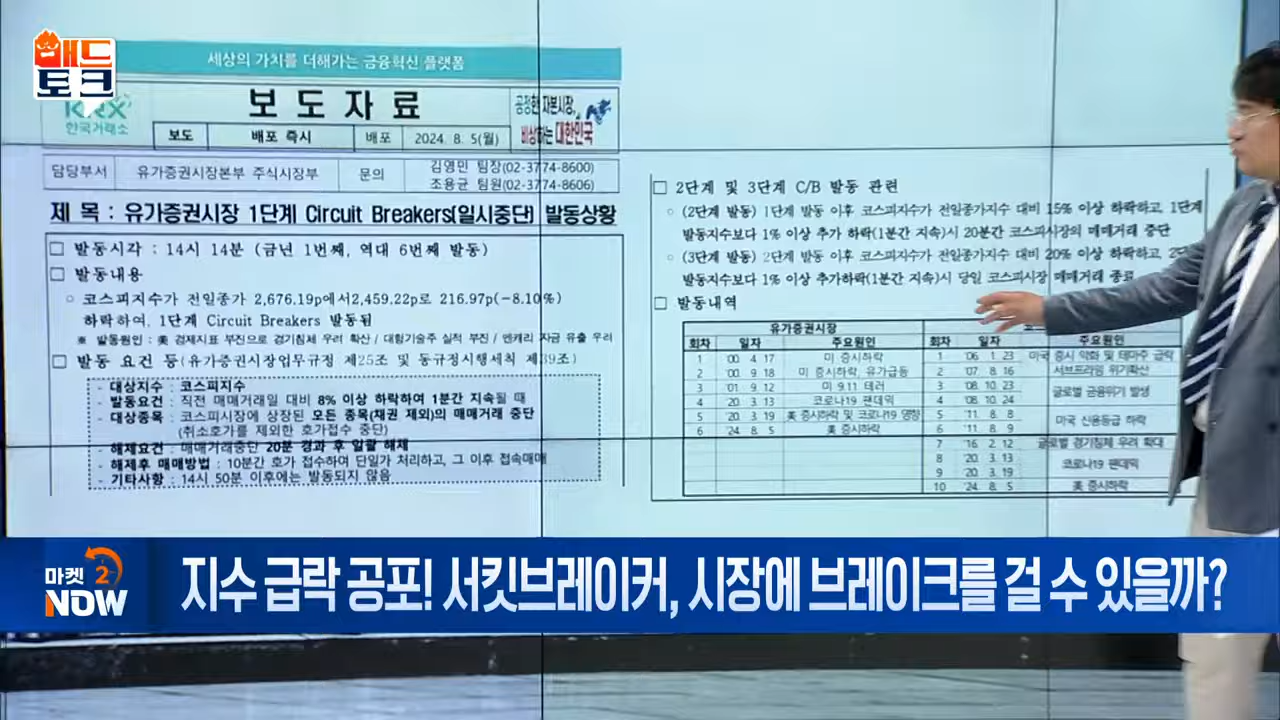 매드
토크
세상의 가치를 더해가는 금융혁신 플랫폼
KRX
한국거래소
보도자료
공정한 자본시장,
비상하는 대한민국
보도 배포 즉시 배포 2024. 8. 5(월)
담당부서 유가증권시장본부 주식시장부 문의 김영민 팀장(02-3774-8600)
조용균 팀원(02-3774-8606)
제 목 : 유가증권시장 1단계 Circuit Breakers(일시중단) 발동상황
□ 발동시각 : 14시 14분 (금년 1번째, 역대 6번째 발동)
□ 발동내용
○ 코스피지수가 전일종가 2,676.19p에서2,459.22p로 216.97p(-8.10%)
하락하여, 1단계 Circuit Breakers 발동됨
※ 발동원인 : 美 경제지표 부진으로 경기침체 우려 확산 / 대형기술주 실적 부진 / 엔캐리 자금 유출 우려
□ 발동 요건 등(유가증권시장업무규정 제25조 및 동규정시행세칙 제39조)
- 대상지수 : 코스피지수
- 발동요건 : 직전 매매거래일 대비 8% 이상 하락하여 1분간 지속될 때
- 대상종목 : 코스피시장에 상장된 모든 종목(채권 제외)의 매매거래 중단
(취소호가를 제외한 호가접수 중단)
- 해제요건 : 매매거래중단 20분 경과 후 일괄 해제
- 해제후 매매방법 : 10분간 호가 접수하여 단일가 처리하고, 그 이후 접속매매
- 기타사항 : 14시 50분 이후에는 발동되지 않음
□ 2단계 및 3단계 C/B 발동 관련
○ (2단계 발동) 1단계 발동 이후 코스피지수가 전일종가지수 대비 15% 이상 하락하고, 1단계
발동지수보다 1% 이상 추가 하락(1분간 지속)시 20분간 코스피시장의 매매거래 중단
○ (3단계 발동) 2단계 발동 이후 코스피지수가 전일종가지수 대비 20% 이상 하락하고, 2단
발동지수보다 1% 이상 추가하락(1분간 지속)시 당일 코스피시장 매매거래 종료
□ 발동내역
유가증권시장
회차 일자 주요원인 회차 일자 주요원인
1 '00. 4. 17 미 증시하락 1 '06. 1. 23 미국 증시 악화 및 테마주 급락
2 '00. 9. 18 미 증시하락, 유가급등 2 '07. 8. 16 서브프라임 위기확산
3 '01. 9. 12 미 9.11 테러 3 '08. 10. 23 글로벌 금융위기 발생
4 '20. 3. 13 코로나19 팬데믹 4 '08. 10. 24
5 '20. 3. 19 美 증시하락 및 코로나19 영향 5 '11. 8. 8 미국 신용등급 하락
6 '24. 8. 5 美 증시하락 6 '11. 8. 9
7 '16. 2. 12 글로벌 경기침체 우려 확대
8 '20. 3. 13 코로나19 팬데믹
9 '20. 3. 19
10 '24. 8. 5 美 증시하락
마켓 2
NOW
지수 급락 공포! 서킷브레이커, 시장에 브레이크를 걸 수 있을까?